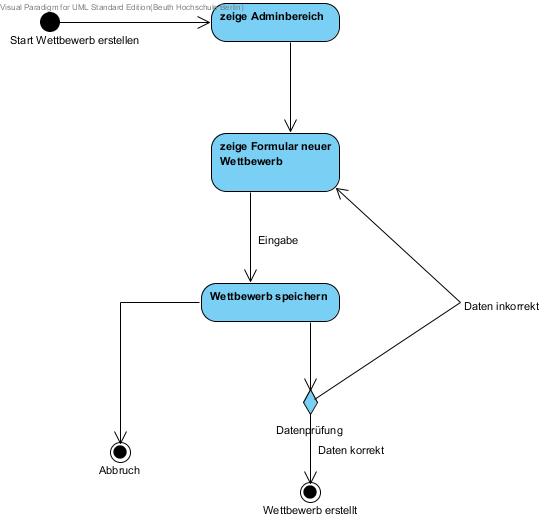 Visual Paradigm for UML Standard Edition(Beuth Hochschule Berlin)
zeige Adminbereich
Start Wettbewerb erstellen
zeige Formular neuer
Wettbewerb
Eingabe
Wettbewerb speichern
Daten inkorrekt
Datenprüfung
Daten korrekt
Abbruch
Wettbewerb erstellt